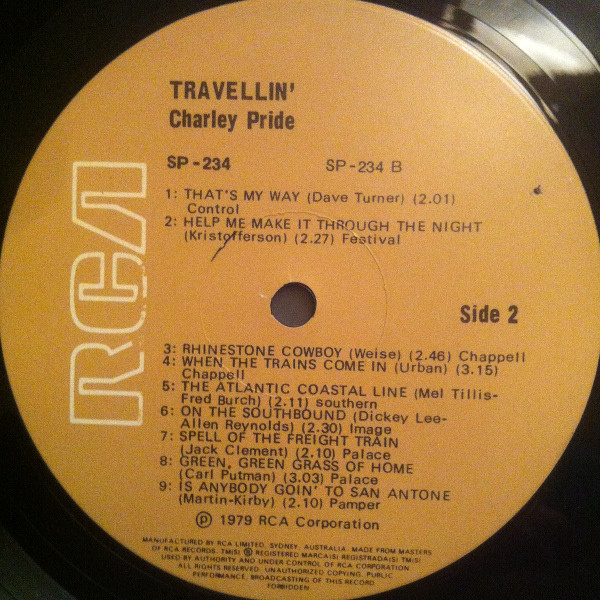 TRAVELLIN'
Charley Pride
SP-234 SP-234 B
1: THAT'S MY WAY (Dave Turner) (2.01)
Control
2: HELP ME MAKE IT THROUGH THE NIGHT
(Kristofferson) (2.27) Festival
RCA
Side 2
3: RHINESTONE COWBOY (Weise) (2.46) Chappell
4: WHEN THE TRAINS COME IN (Urban) (3.15)
Chappell
5: THE ATLANTIC COASTAL LINE (Mel Tillis-
Fred Burch) (2.11) southern
6: ON THE SOUTHBOUND (Dickey Lee-
Allen Reynolds) (2.30) Image
7: SPELL OF THE FREIGHT TRAIN
(Jack Clement) (2.10) Palace
8: GREEN, GREEN GRASS OF HOME
(Carl Putman) (3.03) Palace
9: IS ANYBODY GOIN' TO SAN ANTONE
(Martin-Kirby) (2.10) Pamper
Ⓟ 1979 RCA Corporation
MANUFACTURED BY RCA LIMITED, SYDNEY, AUSTRALIA. MADE FROM MASTERS
OF RCA RECORDS. TM(S) ® REGISTERED MARCA(S) REGISTRADA(S) TM(S)
USED BY AUTHORITY AND UNDER CONTROL OF RCA CORPORATION
ALL RIGHTS RESERVED. UNAUTHORIZED COPYING, PUBLIC
PERFORMANCE, BROADCASTING OF THIS RECORD
FORBIDDEN